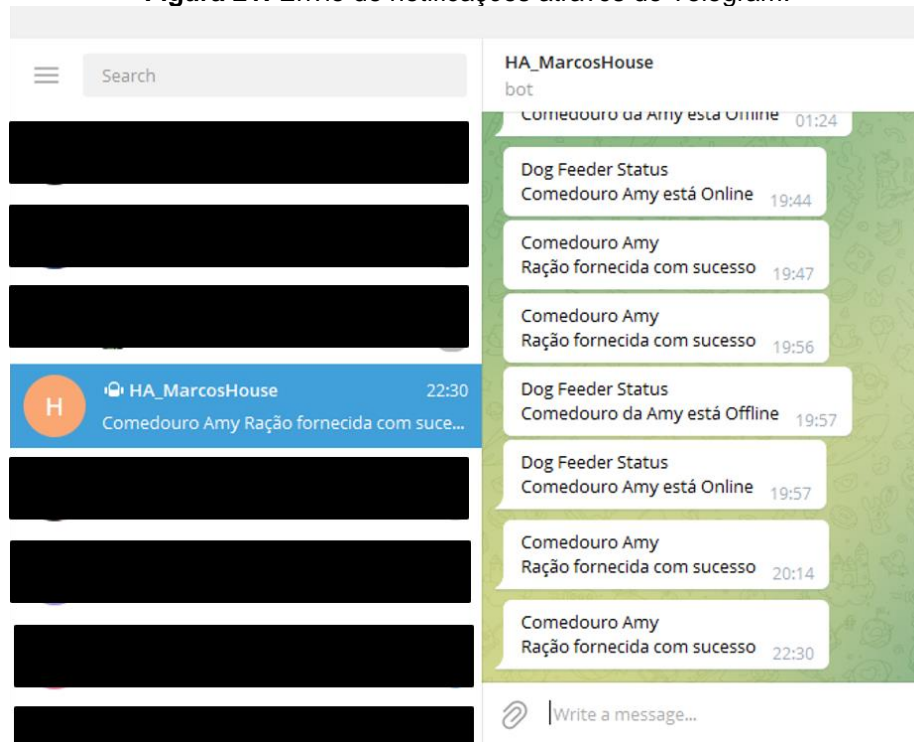 Search
HA_MarcosHouse 22:30
Comedouro Amy Ração fornecida com suce...
H
HA_MarcosHouse
bot
Comedouro da Amy está Offline 01:24
Dog Feeder Status
Comedouro Amy está Online 19:44
Comedouro Amy
Ração fornecida com sucesso 19:47
Comedouro Amy
Ração fornecida com sucesso 19:56
Dog Feeder Status
Comedouro da Amy está Offline 19:57
Dog Feeder Status
Comedouro Amy está Online 19:57
Comedouro Amy
Ração fornecida com sucesso 20:14
Comedouro Amy
Ração fornecida com sucesso 22:30
Write a message...